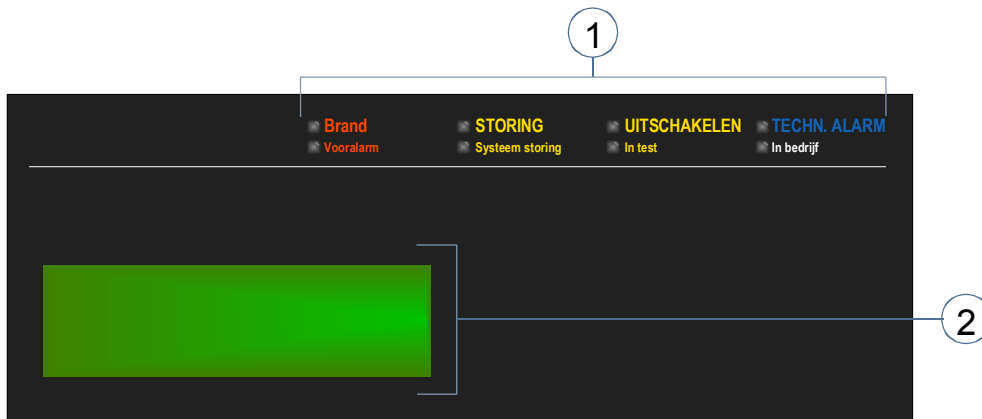 1
Brand STORING UITSCHAKELEN TECHN. ALARM
Vooralarm Systeem storing In test In bedrijf
2